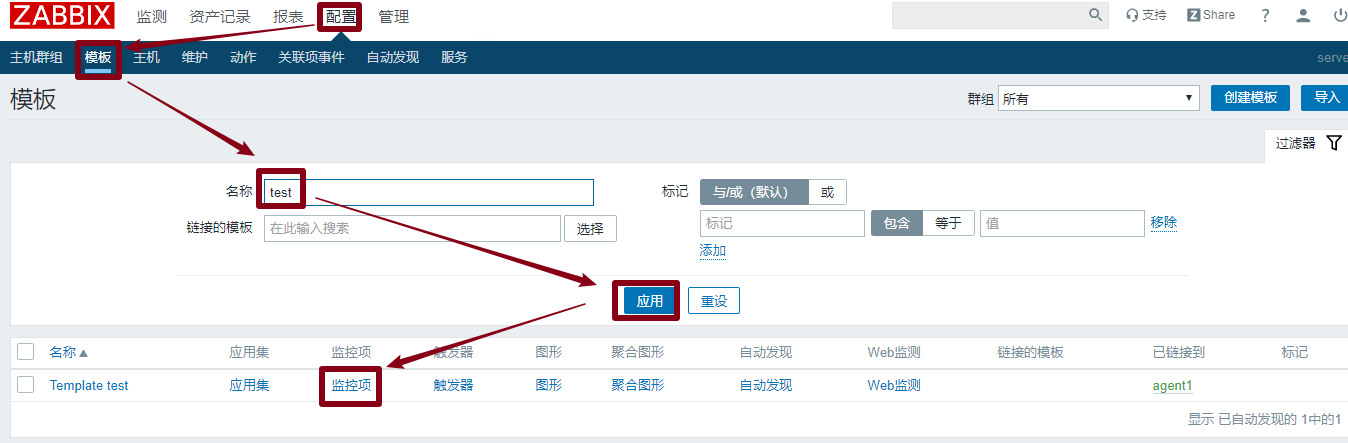 ZABBIX 监测 资产记录 报表 配置 管理 支持 Z Share ?
主机群组 模板 主机 维护 动作 关联项事件 自动发现 服务 serve
模板 群组 所有 创建模板 导入
过滤器
名称 test 标记 与/或（默认） 或
链接的模板 在此输入搜索 选择 标记 包含 等于 值 移除
添加
应用 重设
名称 应用集 监控项 触发器 图形 聚合图形 自动发现 Web监测 链接的模板 已链接到 标记
Template test 应用集 监控项 触发器 图形 聚合图形 自动发现 Web监测 agent1
显示 已自动发现的 1中的1